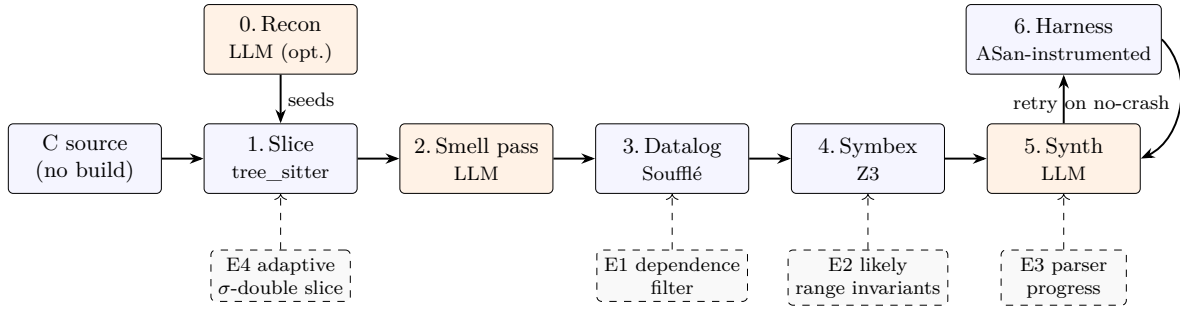 0. Recon
LLM (opt.)
6. Harness
ASan-instrumented
seeds
retry on no-crash
C source
(no build)
1. Slice
tree_sitter
2. Smell pass
LLM
3. Datalog
Soufflé
4. Symbex
Z3
5. Synth
LLM
E4 adaptive
σ-double slice
E1 dependence
filter
E2 likely
range invariants
E3 parser
progress